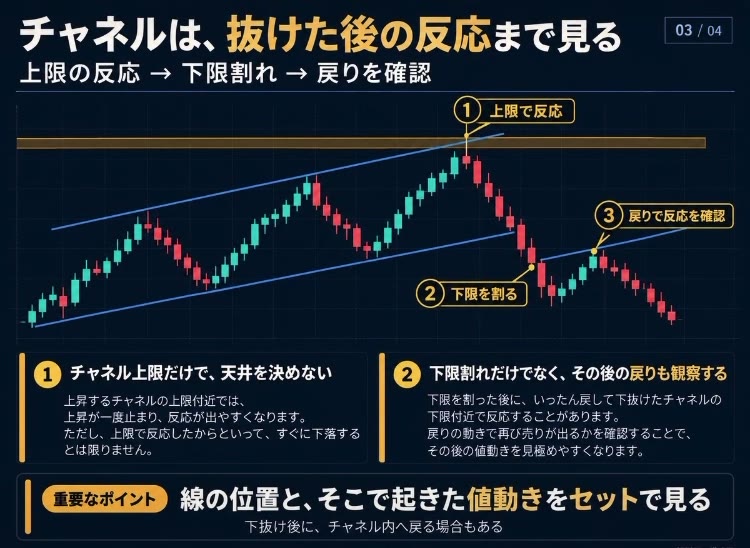 チャネルは、抜けた後の反応まで見る
03 / 04
上限の反応 → 下限割れ → 戻りを確認
1 上限で反応
3 戻りで反応を確認
2 下限を割る
1 チャネル上限だけで、天井を決めない
上昇するチャネルの上限付近では、
上昇が一度止まり、反応が出やすくなります。
ただし、上限で反応したからといって、すぐに下落する
とは限りません。
2 下限割れだけでなく、その後の戻りも観察する
下限を割った後に、いったん戻して下抜けたチャネルの
下限付近で反応することがあります。
戻りの動きで再び売りが出るかを確認することで、
その後の値動きを見極めやすくなります。
重要なポイント 線の位置と、そこで起きた値動きをセットで見る
下抜け後に、チャネル内へ戻る場合もある